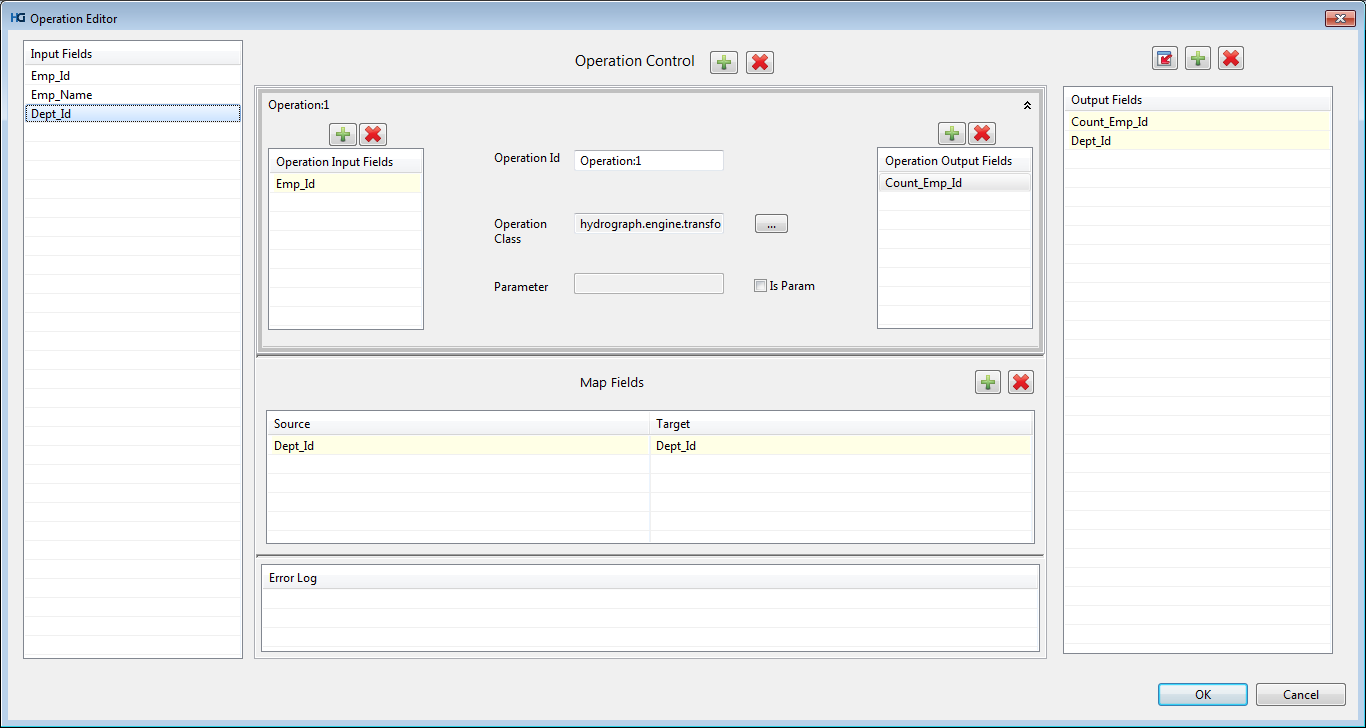 HG Operation Editor
Input Fields
Emp_Id
Emp_Name
Dept_Id
Operation Control
Operation:1
Operation Input Fields
Emp_Id
Operation Id
Operation:1
Operation
Class
hydrograph.engine.transfo
...
Parameter
Is Param
Operation Output Fields
Count_Emp_Id
Map Fields
Source
Target
Dept_Id
Dept_Id
Error Log
Output Fields
Count_Emp_Id
Dept_Id
OK
Cancel